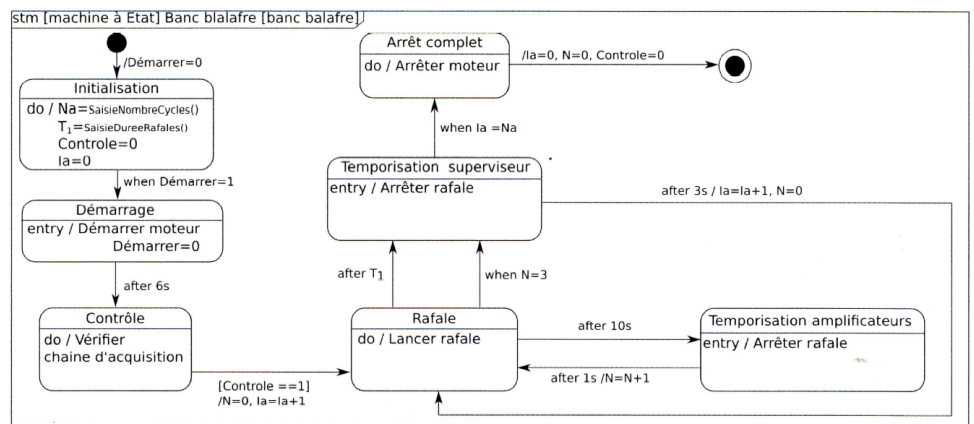 stm [machine à Etat] Banc blalafre [banc balafre]
/Démarrer=0
Initialisation
do / Na=SaisieNombreCycles()
T1=SaisieDureeRafales()
Controle=0
Ia=0
when Démarrer=1
Démarrage
entry / Démarrer moteur
Démarrer=0
after 6s
Contrôle
do / Vérifier
chaine d'acquisition
[Controle ==1]
/N=0, Ia=Ia+1
Arrêt complet
do / Arrêter moteur
/Ia=0, N=0, Controle=0
when Ia =Na
Temporisation superviseur
entry / Arrêter rafale
after 3s / Ia=Ia+1, N=0
after T1
when N=3
Rafale
do / Lancer rafale
after 10s
after 1s /N=N+1
Temporisation amplificateurs
entry / Arrêter rafale